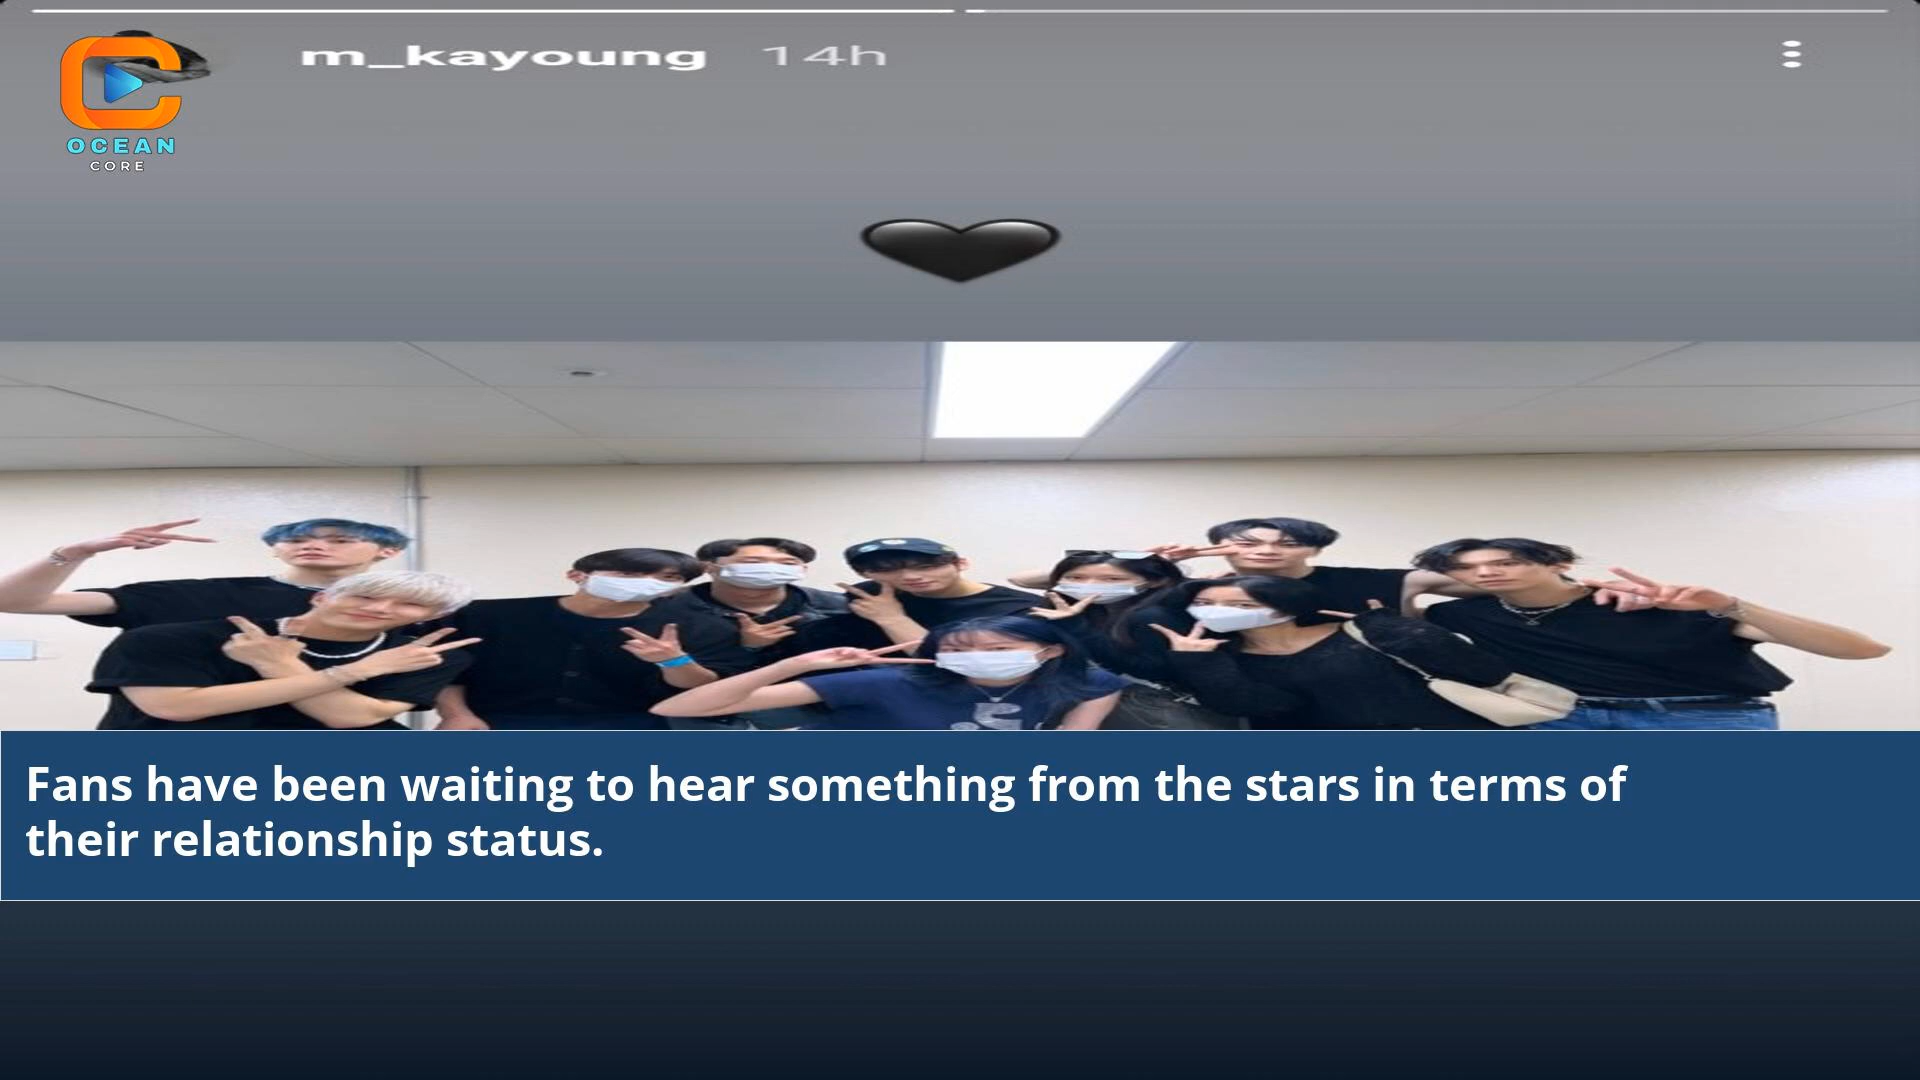 m_kayoung 14h
OCEAN
CORE
Fans have been waiting to hear something from the stars in terms of
their relationship status.